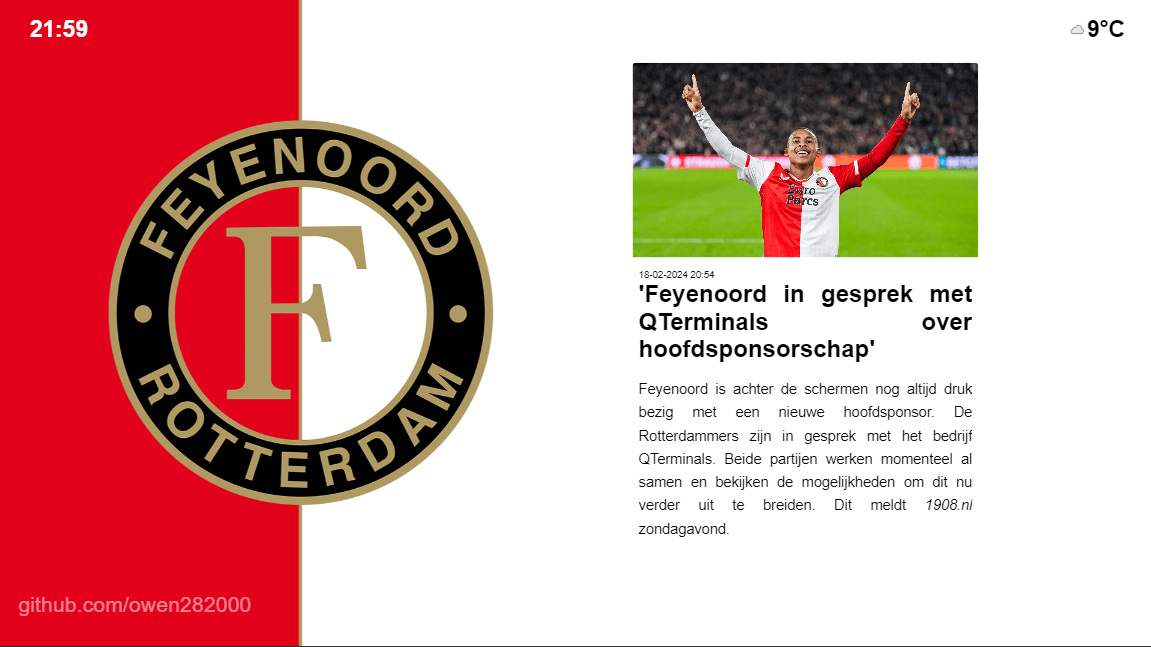 21:59
9°C
FEYENOORD
F
ROTTERDAM
Euro
Parcs
18-02-2024 20:54
'Feyenoord in gesprek met
QTerminals over
hoofdsponsorschap'
Feyenoord is achter de schermen nog altijd druk
bezig met een nieuwe hoofdsponsor. De
Rotterdammers zijn in gesprek met het bedrijf
QTerminals. Beide partijen werken momenteel al
samen en bekijken de mogelijkheden om dit nu
verder uit te breiden. Dit meldt 1908.nl
zondagavond.
github.com/owen282000